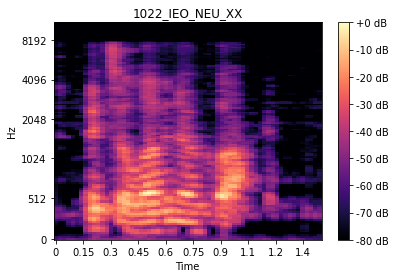 1022_IEO_NEU_XX
+0 dB
8192
-10 dB
4096
-20 dB
-30 dB
2048
-40 dB
Hz
1024
-50 dB
512
-60 dB
-70 dB
0
-80 dB
0 0.15 0.3 0.45 0.6 0.75 0.9 1.1 1.2 1.4
Time